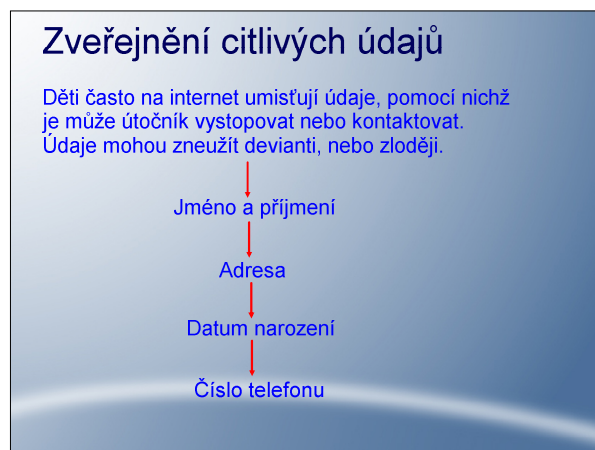 Zveřejnění citlivých údajů
Děti často na internet umisťují údaje, pomocí nichž
je může útočník vystopovat nebo kontaktovat.
Údaje mohou zneužít devianti, nebo zloději.
Jméno a příjmení
Adresa
Datum narození
Číslo telefonu